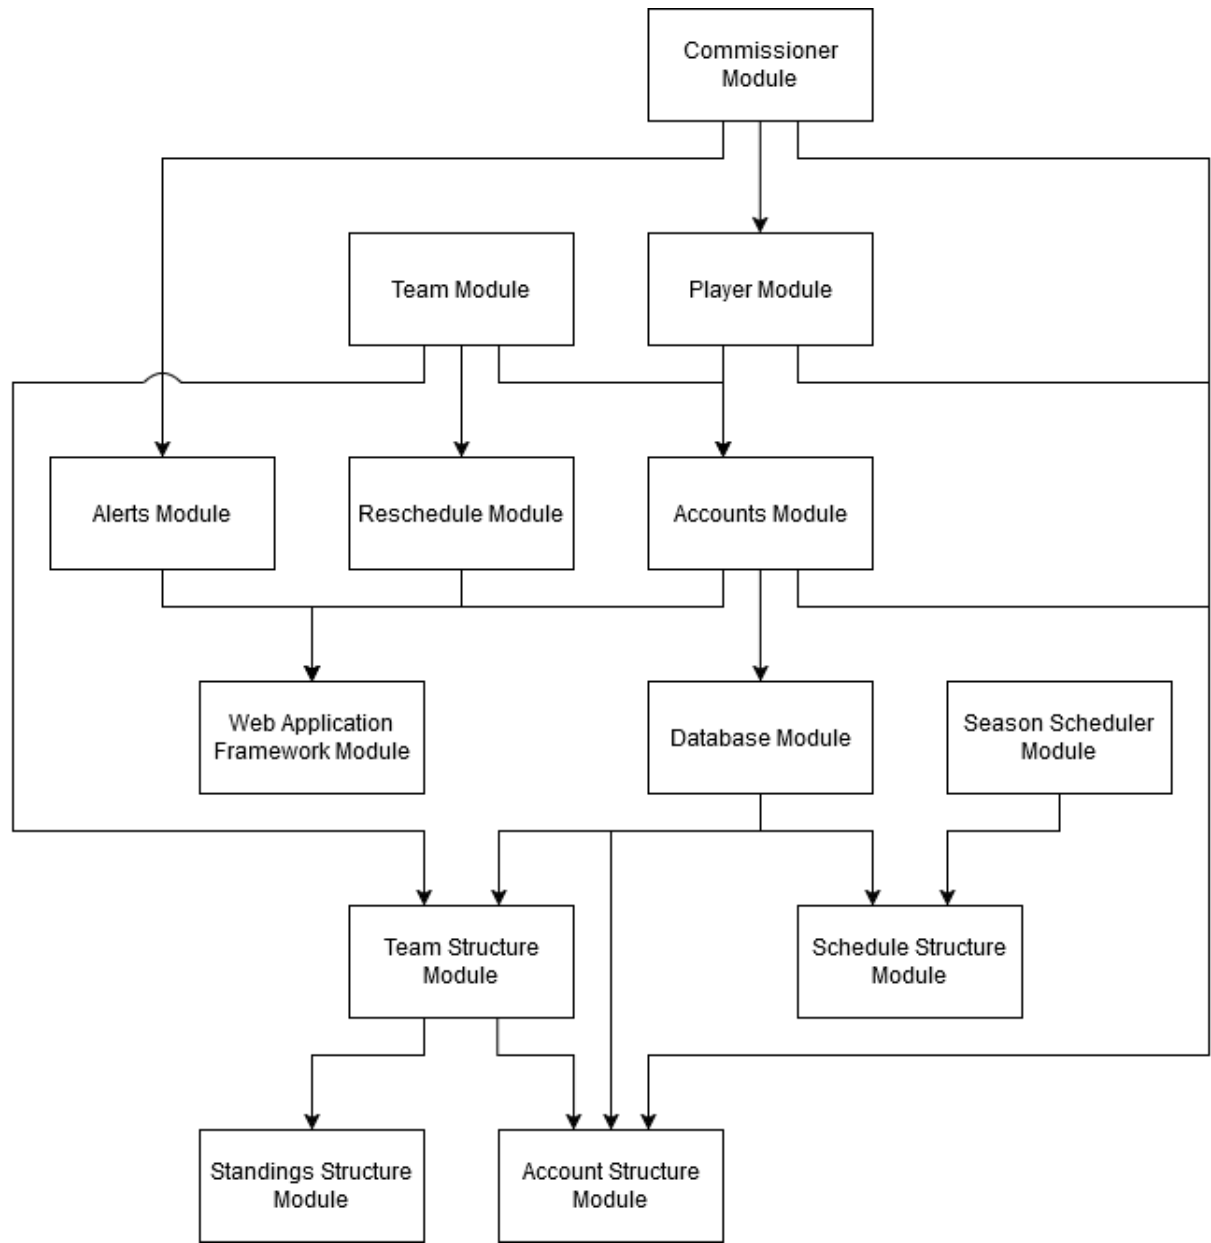 Commissioner
Module
Team Module
Player Module
Alerts Module
Reschedule Module
Accounts Module
Web Application
Framework Module
Database Module
Season Scheduler
Module
Team Structure
Module
Schedule Structure
Module
Standings Structure
Module
Account Structure
Module